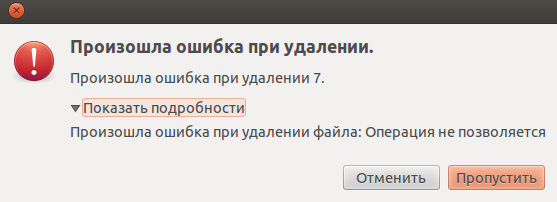 Произошла ошибка при удалении.
Произошла ошибка при удалении 7.
Показать подробности
Произошла ошибка при удалении файла: Операция не позволяется
Отменить
Пропустить